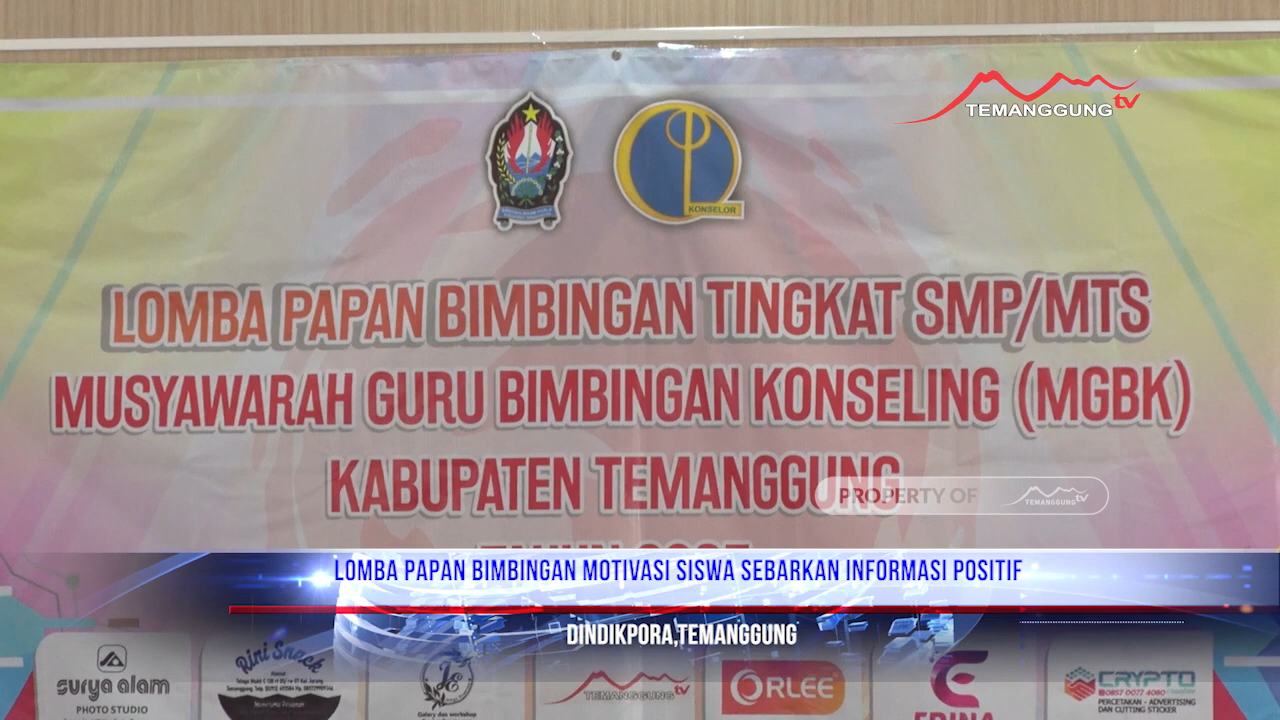 TEMANGGUNG tv
KONSELOR
LOMBA PAPAN BIMBINGAN TINGKAT SMP/MTS
MUSYAWARAH GURU BIMBINGAN KONSELING (MGBK)
KABUPATEN TEMANGGUNG
PROPERTY OF TEMANGGUNG tv
LOMBA PAPAN BIMBINGAN MOTIVASI SISWA SEBARKAN INFORMASI POSITIF
DINDIKPORA,TEMANGGUNG
surya alam
PHOTO STUDIO
Rini Snack
TEMANGGUNG tv
ORLEE
ERINA
CRYPTO
0857 0077 4080
PERCETAKAN - ADVERTISING
DAN CUTTING STICKER